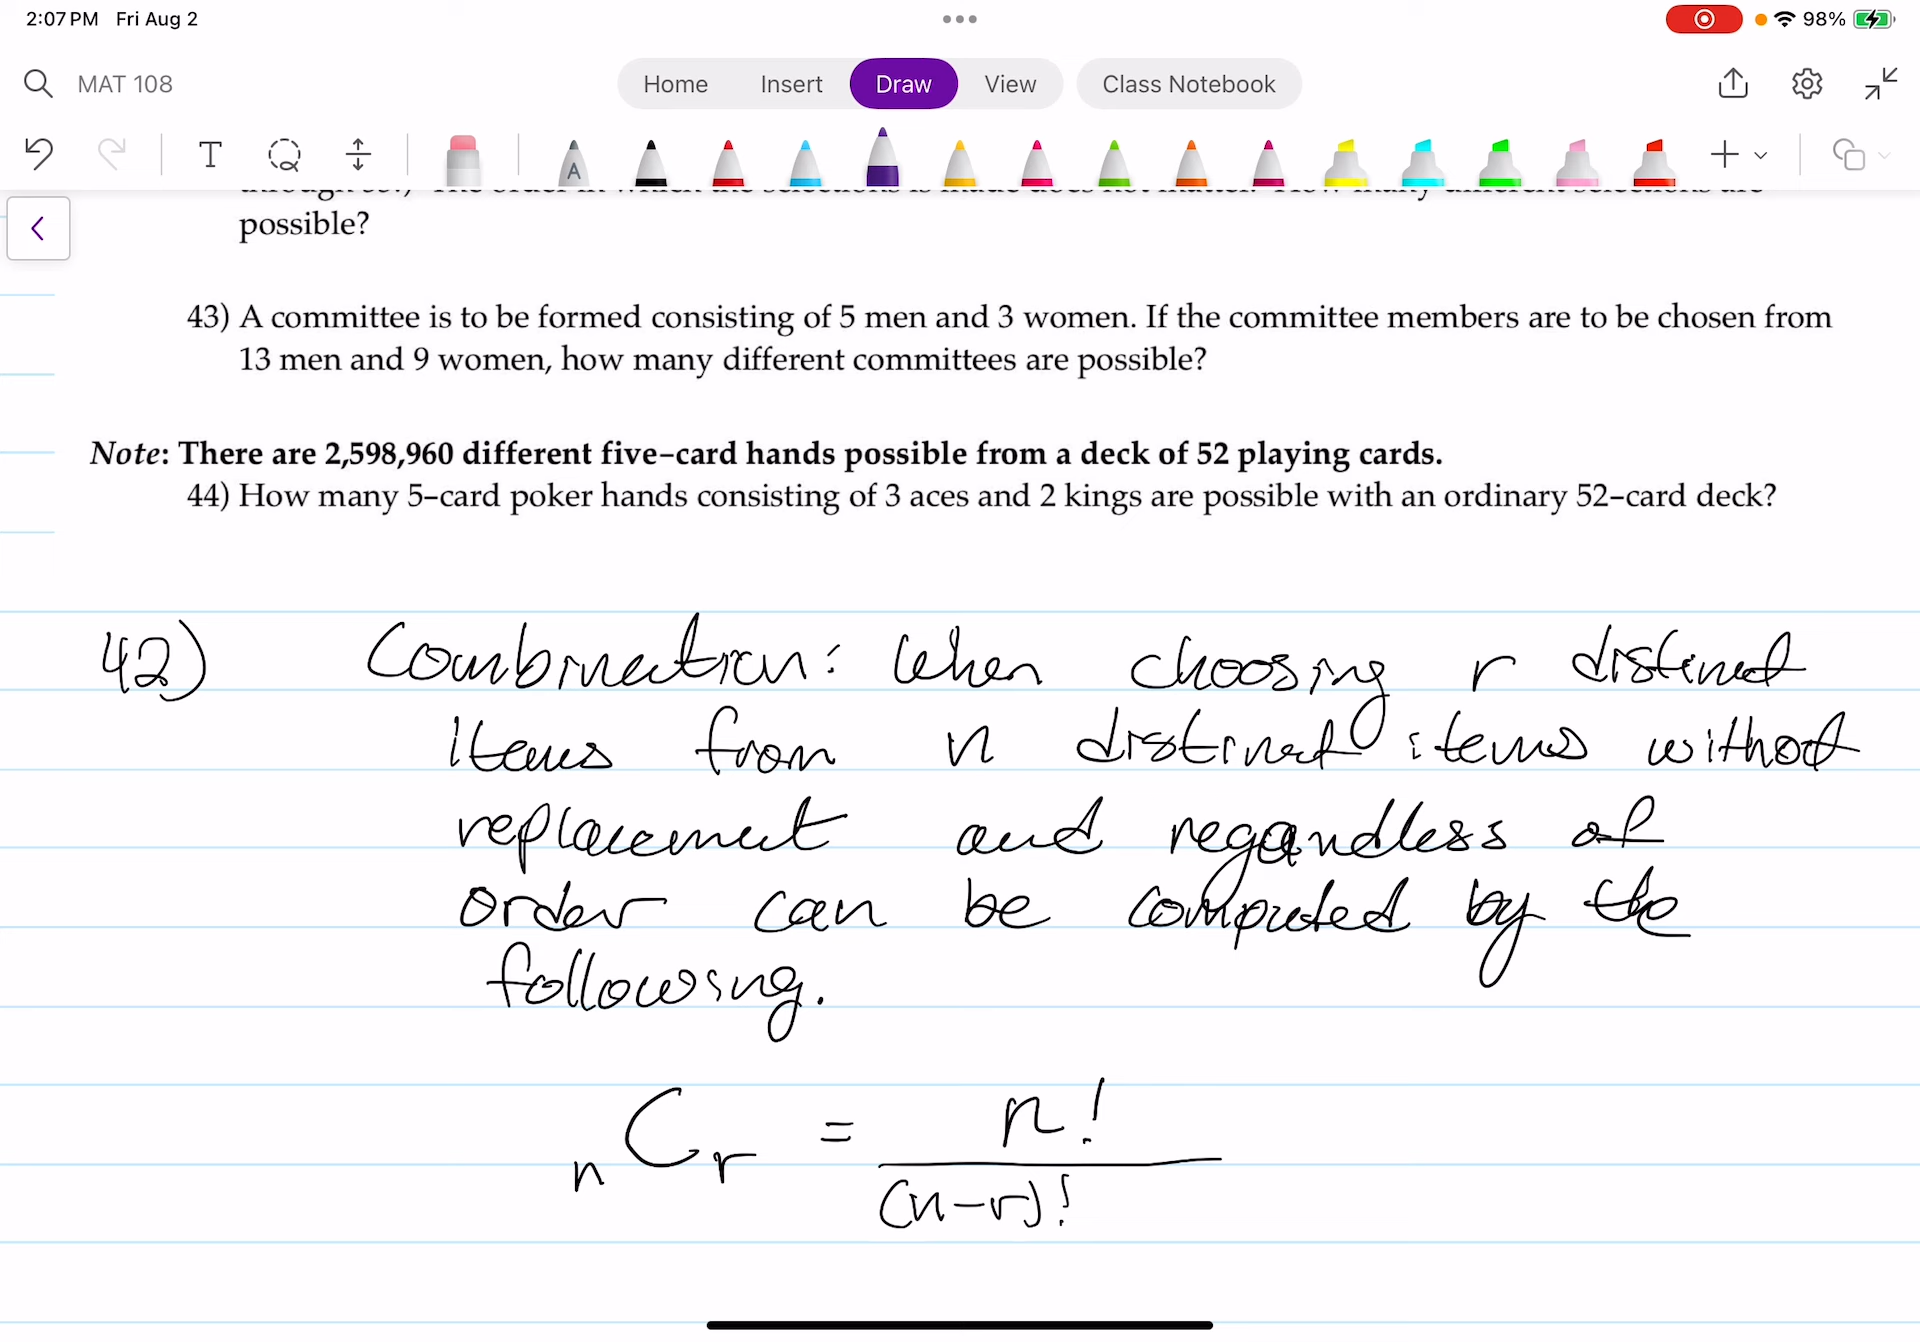 2:07 PM Fri Aug 2
98%
MAT 108
Home Insert Draw View Class Notebook
T
A
possible?
43) A committee is to be formed consisting of 5 men and 3 women. If the committee members are to be chosen from
13 men and 9 women, how many different committees are possible?
Note: There are 2,598,960 different five-card hands possible from a deck of 52 playing cards.
44) How many 5-card poker hands consisting of 3 aces and 2 kings are possible with an ordinary 52-card deck?
42) Combination: When choosing r distinct
items from n distinct items without
replacement and regardless of
order can be computed by the
following.
nCr = n! / (n-r)!